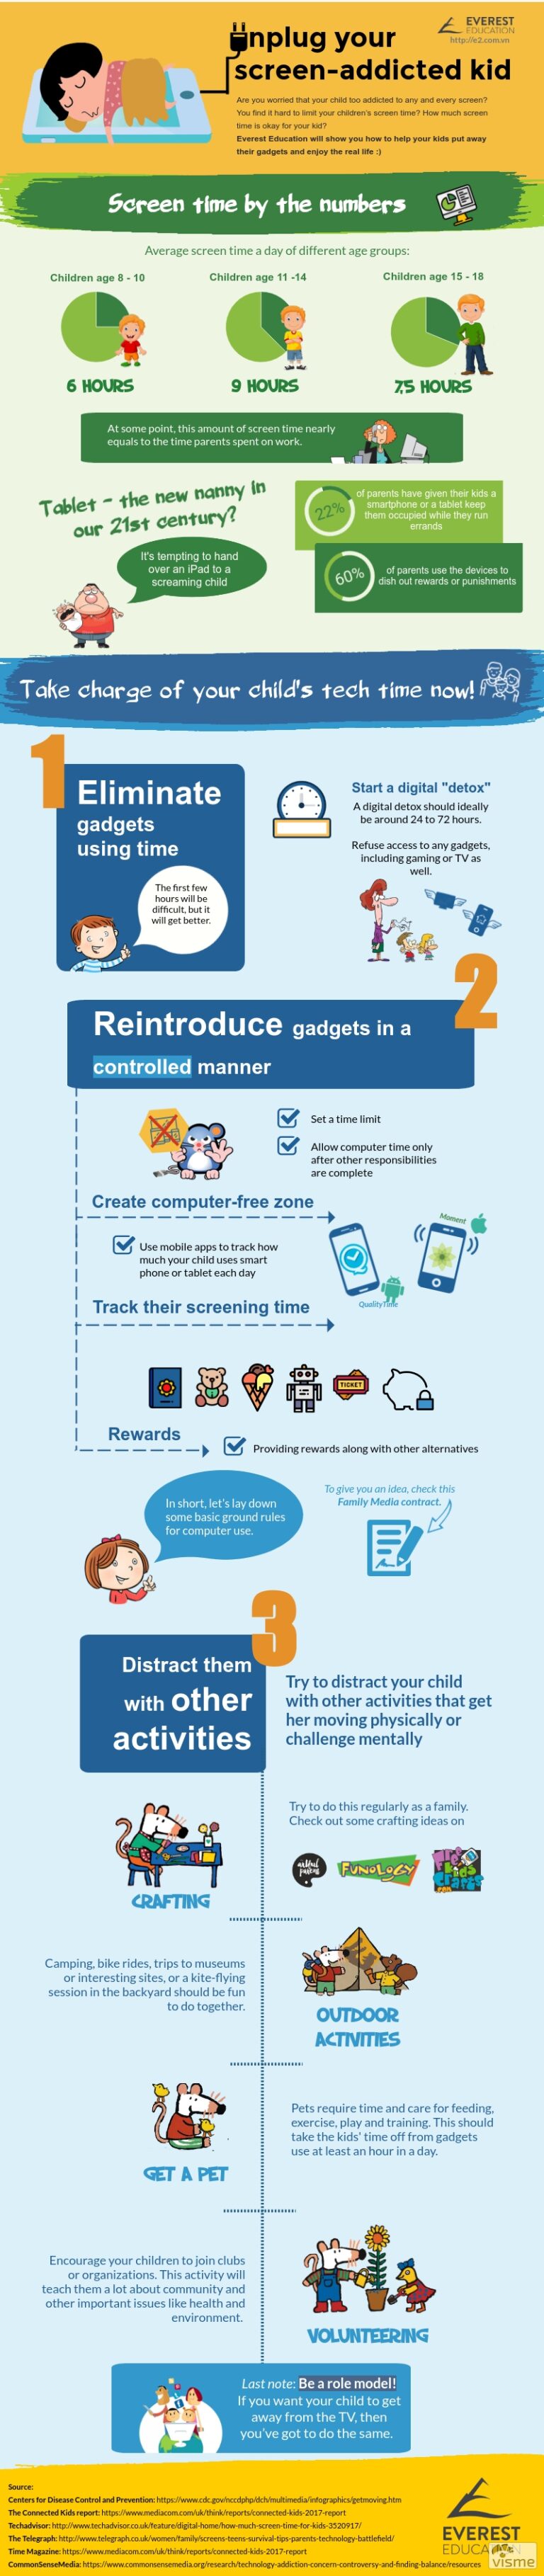 EVEREST
EDUCATION
http://e2.com.vn
nplug your
screen-addicted kid
Are you worried that your child too addicted to any and every screen?
You find it hard to limit your children's screen time? How much screen
time is okay for your kid?
Everest Education will show you how to help your kids put away
their gadgets and enjoy the real life :)
Screen time by the numbers
Average screen time a day of different age groups:
Children age 8 - 10
Children age 11 -14
Children age 15 - 18
6 HOURS
9 HOURS
7,5 HOURS
At some point, this amount of screen time nearly
equals to the time parents spent on work.
Tablet - the new nanny in
our 21st century?
It's tempting to hand
over an iPad to a
screaming child
22%
of parents have given their kids a
smartphone or a tablet keep
them occupied while they run
errands
60%
of parents use the devices to
dish out rewards or punishments
Take charge of your child's tech time now!
1
Eliminate
gadgets
using time
The first few
hours will be
difficult, but it
will get better.
Start a digital "detox"
A digital detox should ideally
be around 24 to 72 hours.
Refuse access to any gadgets,
including gaming or TV as
well.
2
Reintroduce gadgets in a
controlled manner
Set a time limit
Allow computer time only
after other responsibilities
are complete
Create computer-free zone
Use mobile apps to track how
much your child uses smart
phone or tablet each day
Moment
QualityTime
Track their screening time
TICKET
Rewards
Providing rewards along with other alternatives
In short, let's lay down
some basic ground rules
for computer use.
To give you an idea, check this
Family Media contract.
3
Distract them
with other
activities
Try to distract your child
with other activities that get
her moving physically or
challenge mentally
Try to do this regularly as a family.
Check out some crafting ideas on
artful
parent
FUNOLOGY
CRAFTING
Camping, bike rides, trips to museums
or interesting sites, or a kite-flying
session in the backyard should be fun
to do together.
OUTDOOR
ACTIVITIES
Pets require time and care for feeding,
exercise, play and training. This should
take the kids' time off from gadgets
use at least an hour in a day.
GET A PET
Encourage your children to join clubs
or organizations. This activity will
teach them a lot about community and
other important issues like health and
environment.
VOLUNTEERING
Last note: Be a role model!
If you want your child to get
away from the TV, then
you've got to do the same.
Source:
Centers for Disease Control and Prevention: https://www.cdc.gov/nccdphp/dch/multimedia/infographics/getmoving.htm
The Connected Kids report: https://www.mediacom.com/uk/think/reports/connected-kids-2017-report
Techadvisor: http://www.techadvisor.co.uk/feature/digital-home/how-much-screen-time-for-kids-3520917/
The Telegraph: http://www.telegraph.co.uk/women/family/screens-teens-survival-tips-parents-technology-battlefield/
Time Magazine: https://www.mediacom.com/uk/think/reports/connected-kids-2017-report
CommonSenseMedia: https://www.commonsensemedia.org/research/technology-addiction-concern-controversy-and-finding-balance/resources
EVEREST
visme